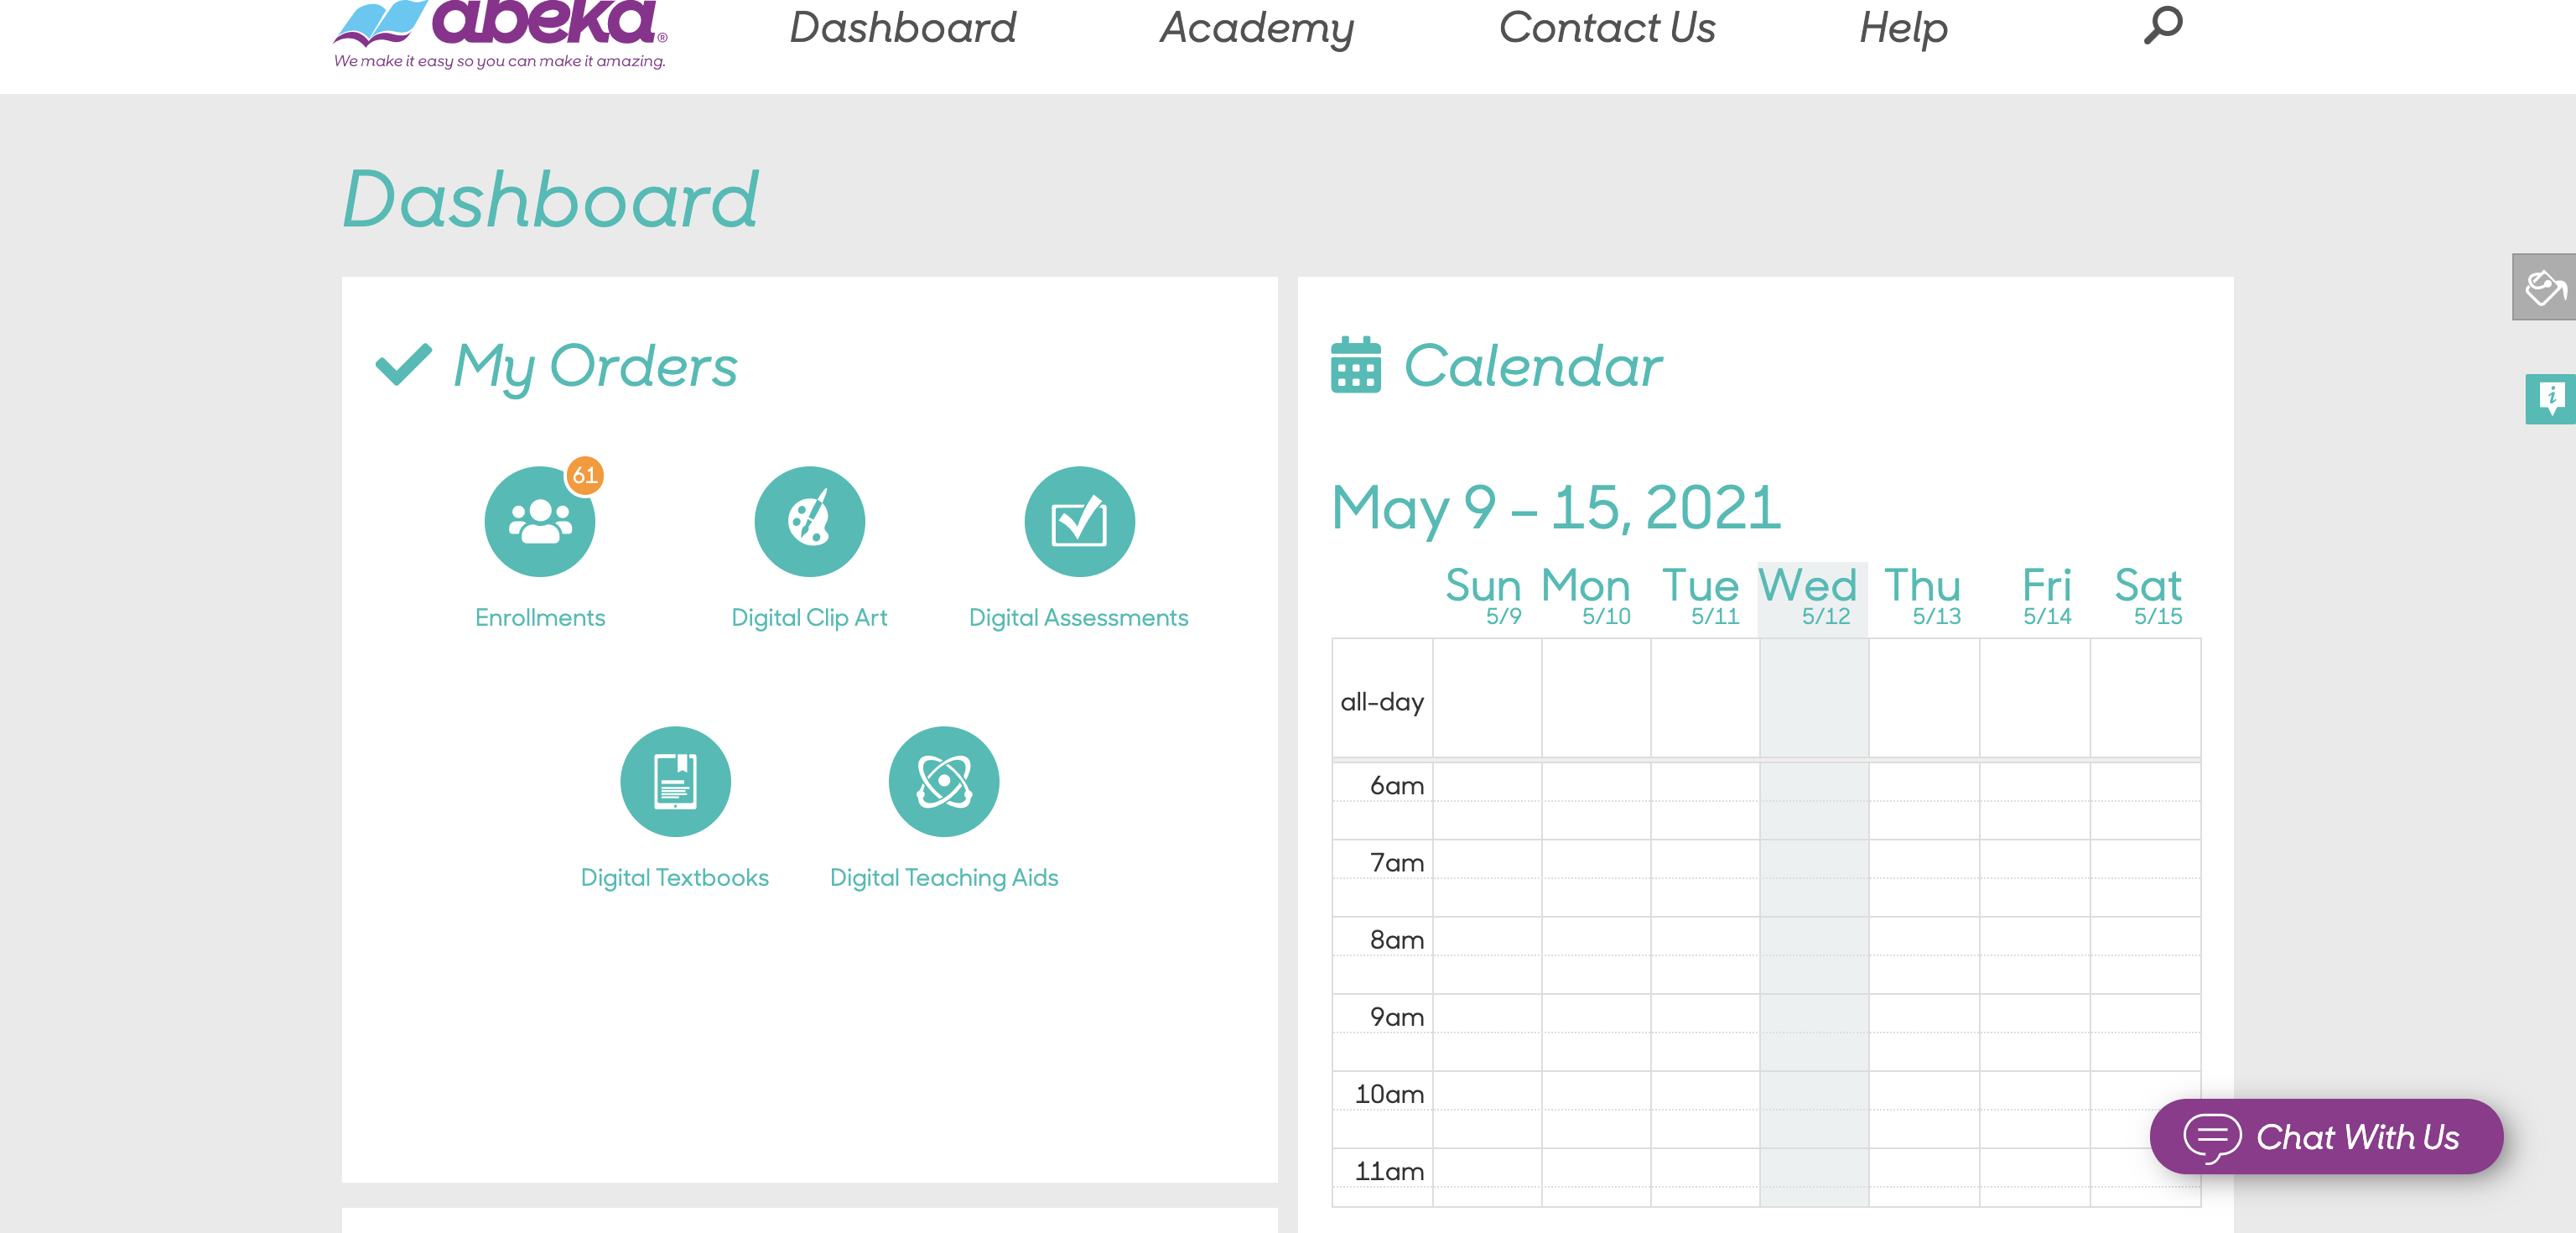 abeka®
We make it easy so you can make it amazing.
Dashboard Academy Contact Us Help
Dashboard
My Orders
61
Enrollments Digital Clip Art Digital Assessments
Digital Textbooks Digital Teaching Aids
Calendar
May 9 – 15, 2021
Sun Mon Tue Wed Thu Fri Sat
5/9 5/10 5/11 5/12 5/13 5/14 5/15
all-day
6am
7am
8am
9am
10am
11am
i
Chat With Us